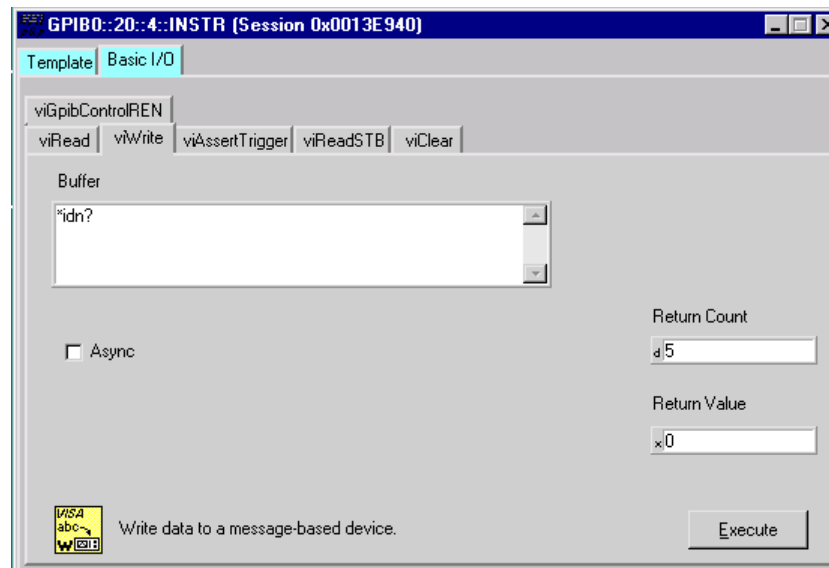 GPIB0::20::4::INSTR (Session 0x0013E940)
Template Basic I/O
viGpibControlREN
viRead viWrite viAssertTrigger viReadSTB viClear
Buffer
*idn?
Return Count
Async
d 5
Return Value
x 0
VISA
abc
W
Write data to a message-based device.
Execute